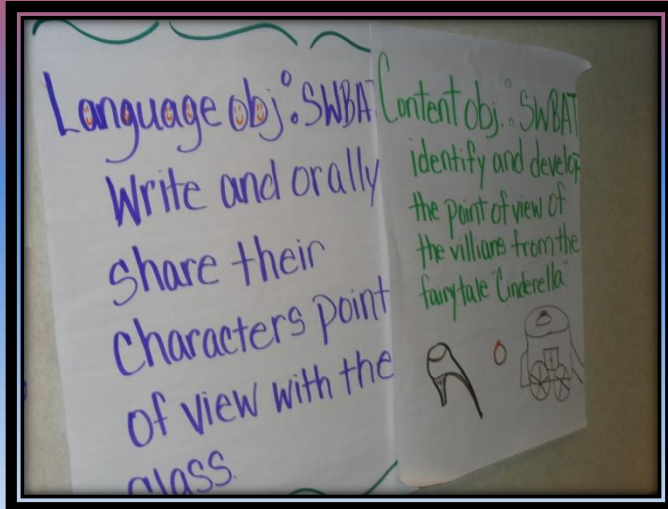 Language obj: SWBAT
Write and orally
share their
characters point
of view with the
class.
Content obj.: SWBAT
identify and develop
the point of view of
the villians from the
fairytale "Cinderella"